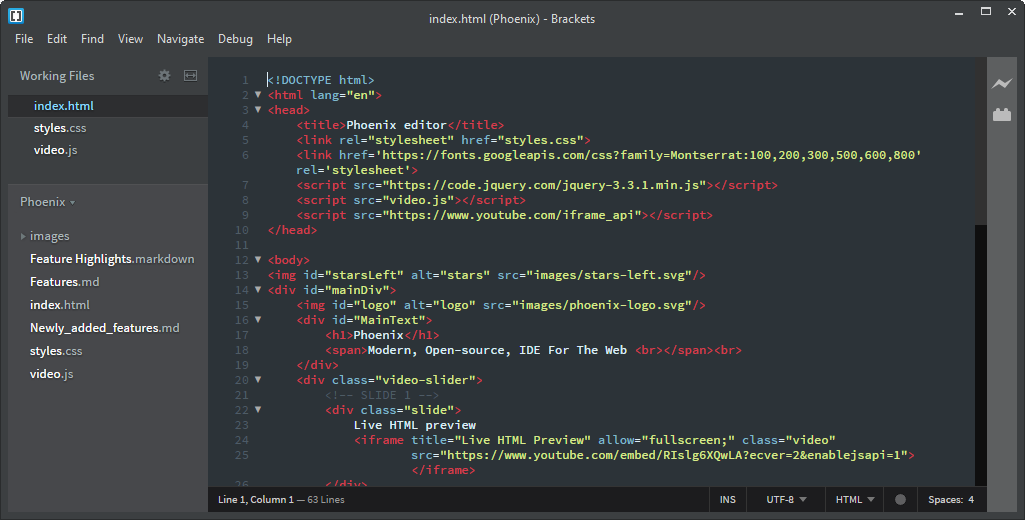 index.html (Phoenix) - Brackets
File Edit Find View Navigate Debug Help
Working Files
index.html
styles.css
video.js
Phoenix
images
Feature Highlights.markdown
Features.md
index.html
Newly_added_features.md
styles.css
video.js
1 <!DOCTYPE html>
2 <html lang="en">
3 <head>
4 <title>Phoenix editor</title>
5 <link rel="stylesheet" href="styles.css">
6 <link href='https://fonts.googleapis.com/css?family=Montserrat:100,200,300,500,600,800'
rel='stylesheet'>
7 <script src="https://code.jquery.com/jquery-3.3.1.min.js"></script>
8 <script src="video.js"></script>
9 <script src="https://www.youtube.com/iframe_api"></script>
10 </head>
11
12 <body>
13 <img id="starsLeft" alt="stars" src="images/stars-left.svg"/>
14 <div id="mainDiv">
15 <img id="logo" alt="logo" src="images/phoenix-logo.svg"/>
16 <div id="MainText">
17 <h1>Phoenix</h1>
18 <span>Modern, Open-source, IDE For The Web <br></span><br>
19 </div>
20 <div class="video-slider">
21 <!-- SLIDE 1 -->
22 <div class="slide">
23 Live HTML preview
24 <iframe title="Live HTML Preview" allow="fullscreen;" class="video"
25 src="https://www.youtube.com/embed/RIslg6XQwLA?ecver=2&enablejsapi=1">
</iframe>
26 </div>
Line 1, Column 1 — 63 Lines
INS UTF-8 HTML Spaces: 4